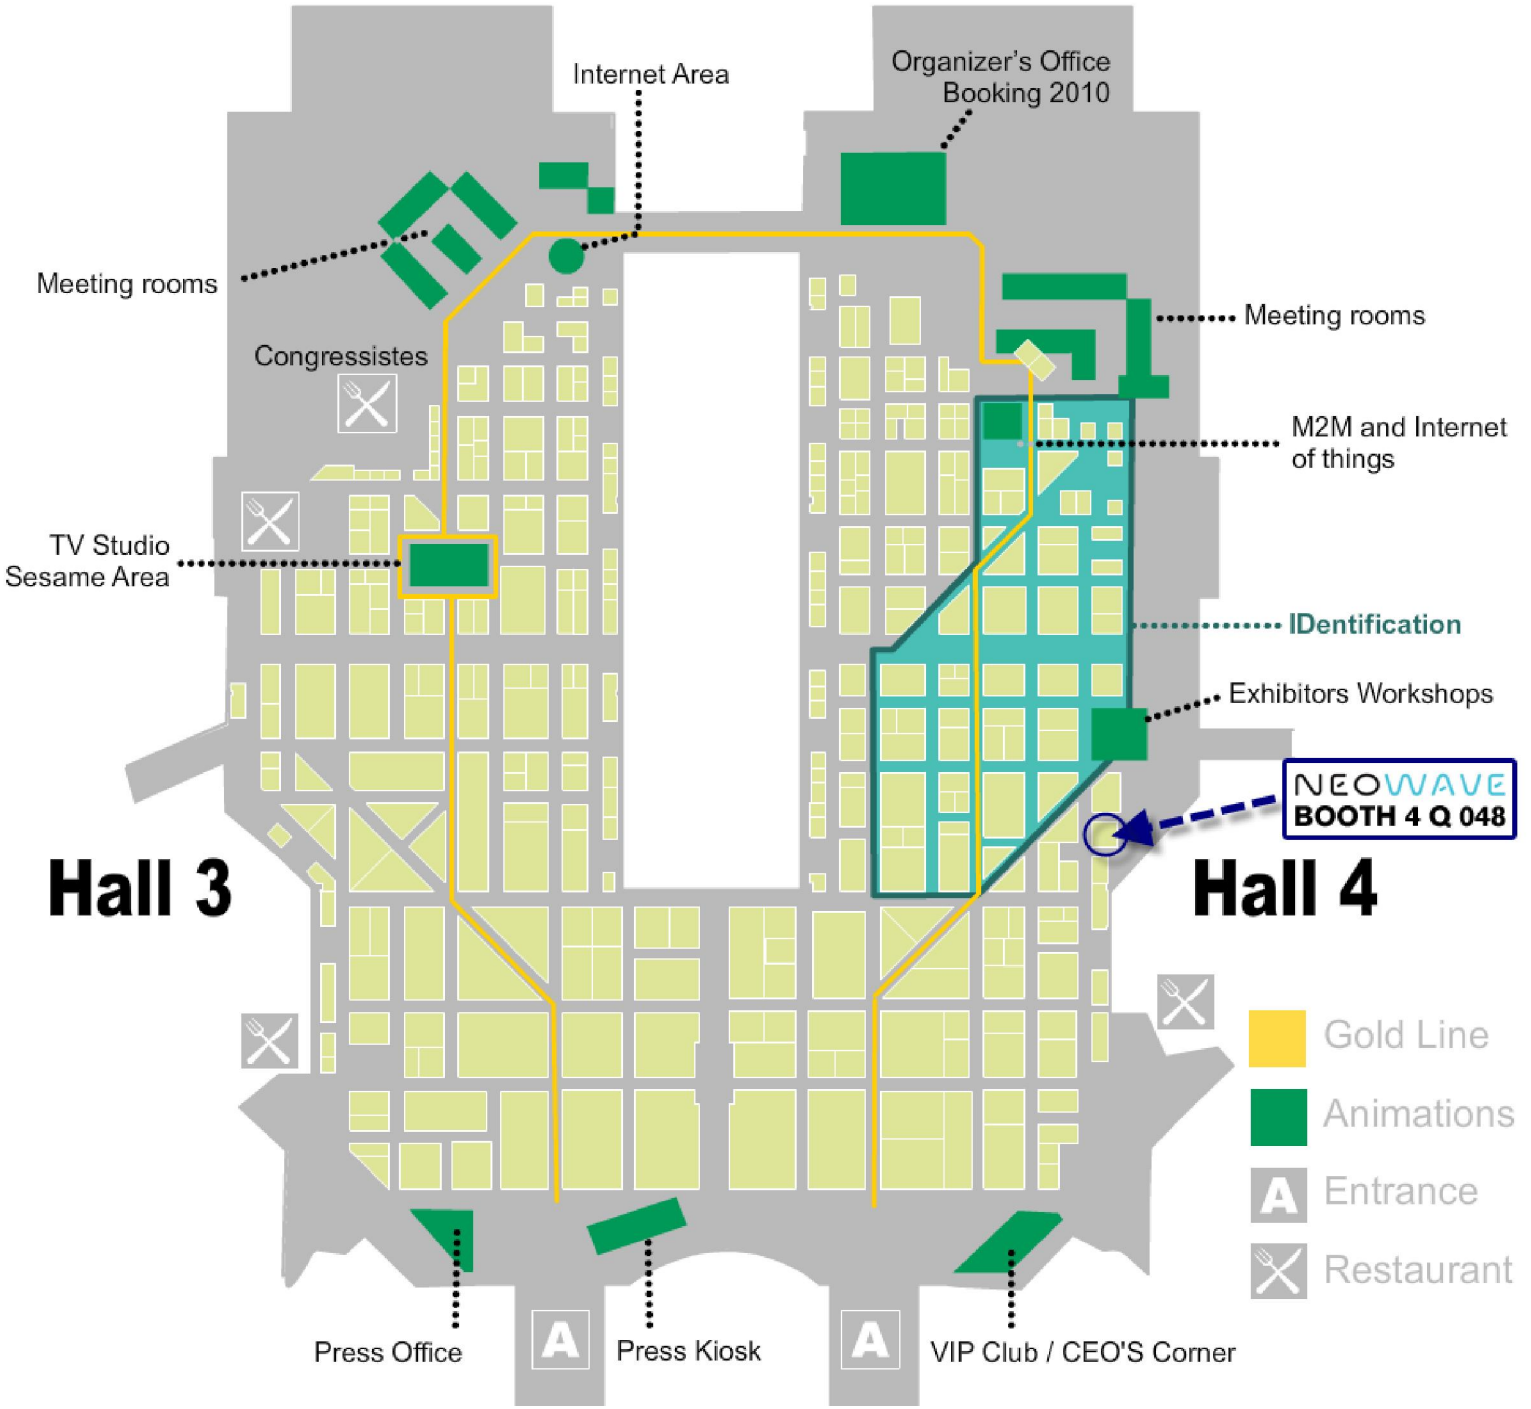 Internet Area
Organizer's Office
Booking 2010
Meeting rooms
Meeting rooms
Congressistes
M2M and Internet
of things
TV Studio
Sesame Area
IDentification
Exhibitors Workshops
NEOWAVE
BOOTH 4 Q 048
Hall 3
Hall 4
Gold Line
Animations
A Entrance
Restaurant
Press Office
A
Press Kiosk
A
VIP Club / CEO'S Corner